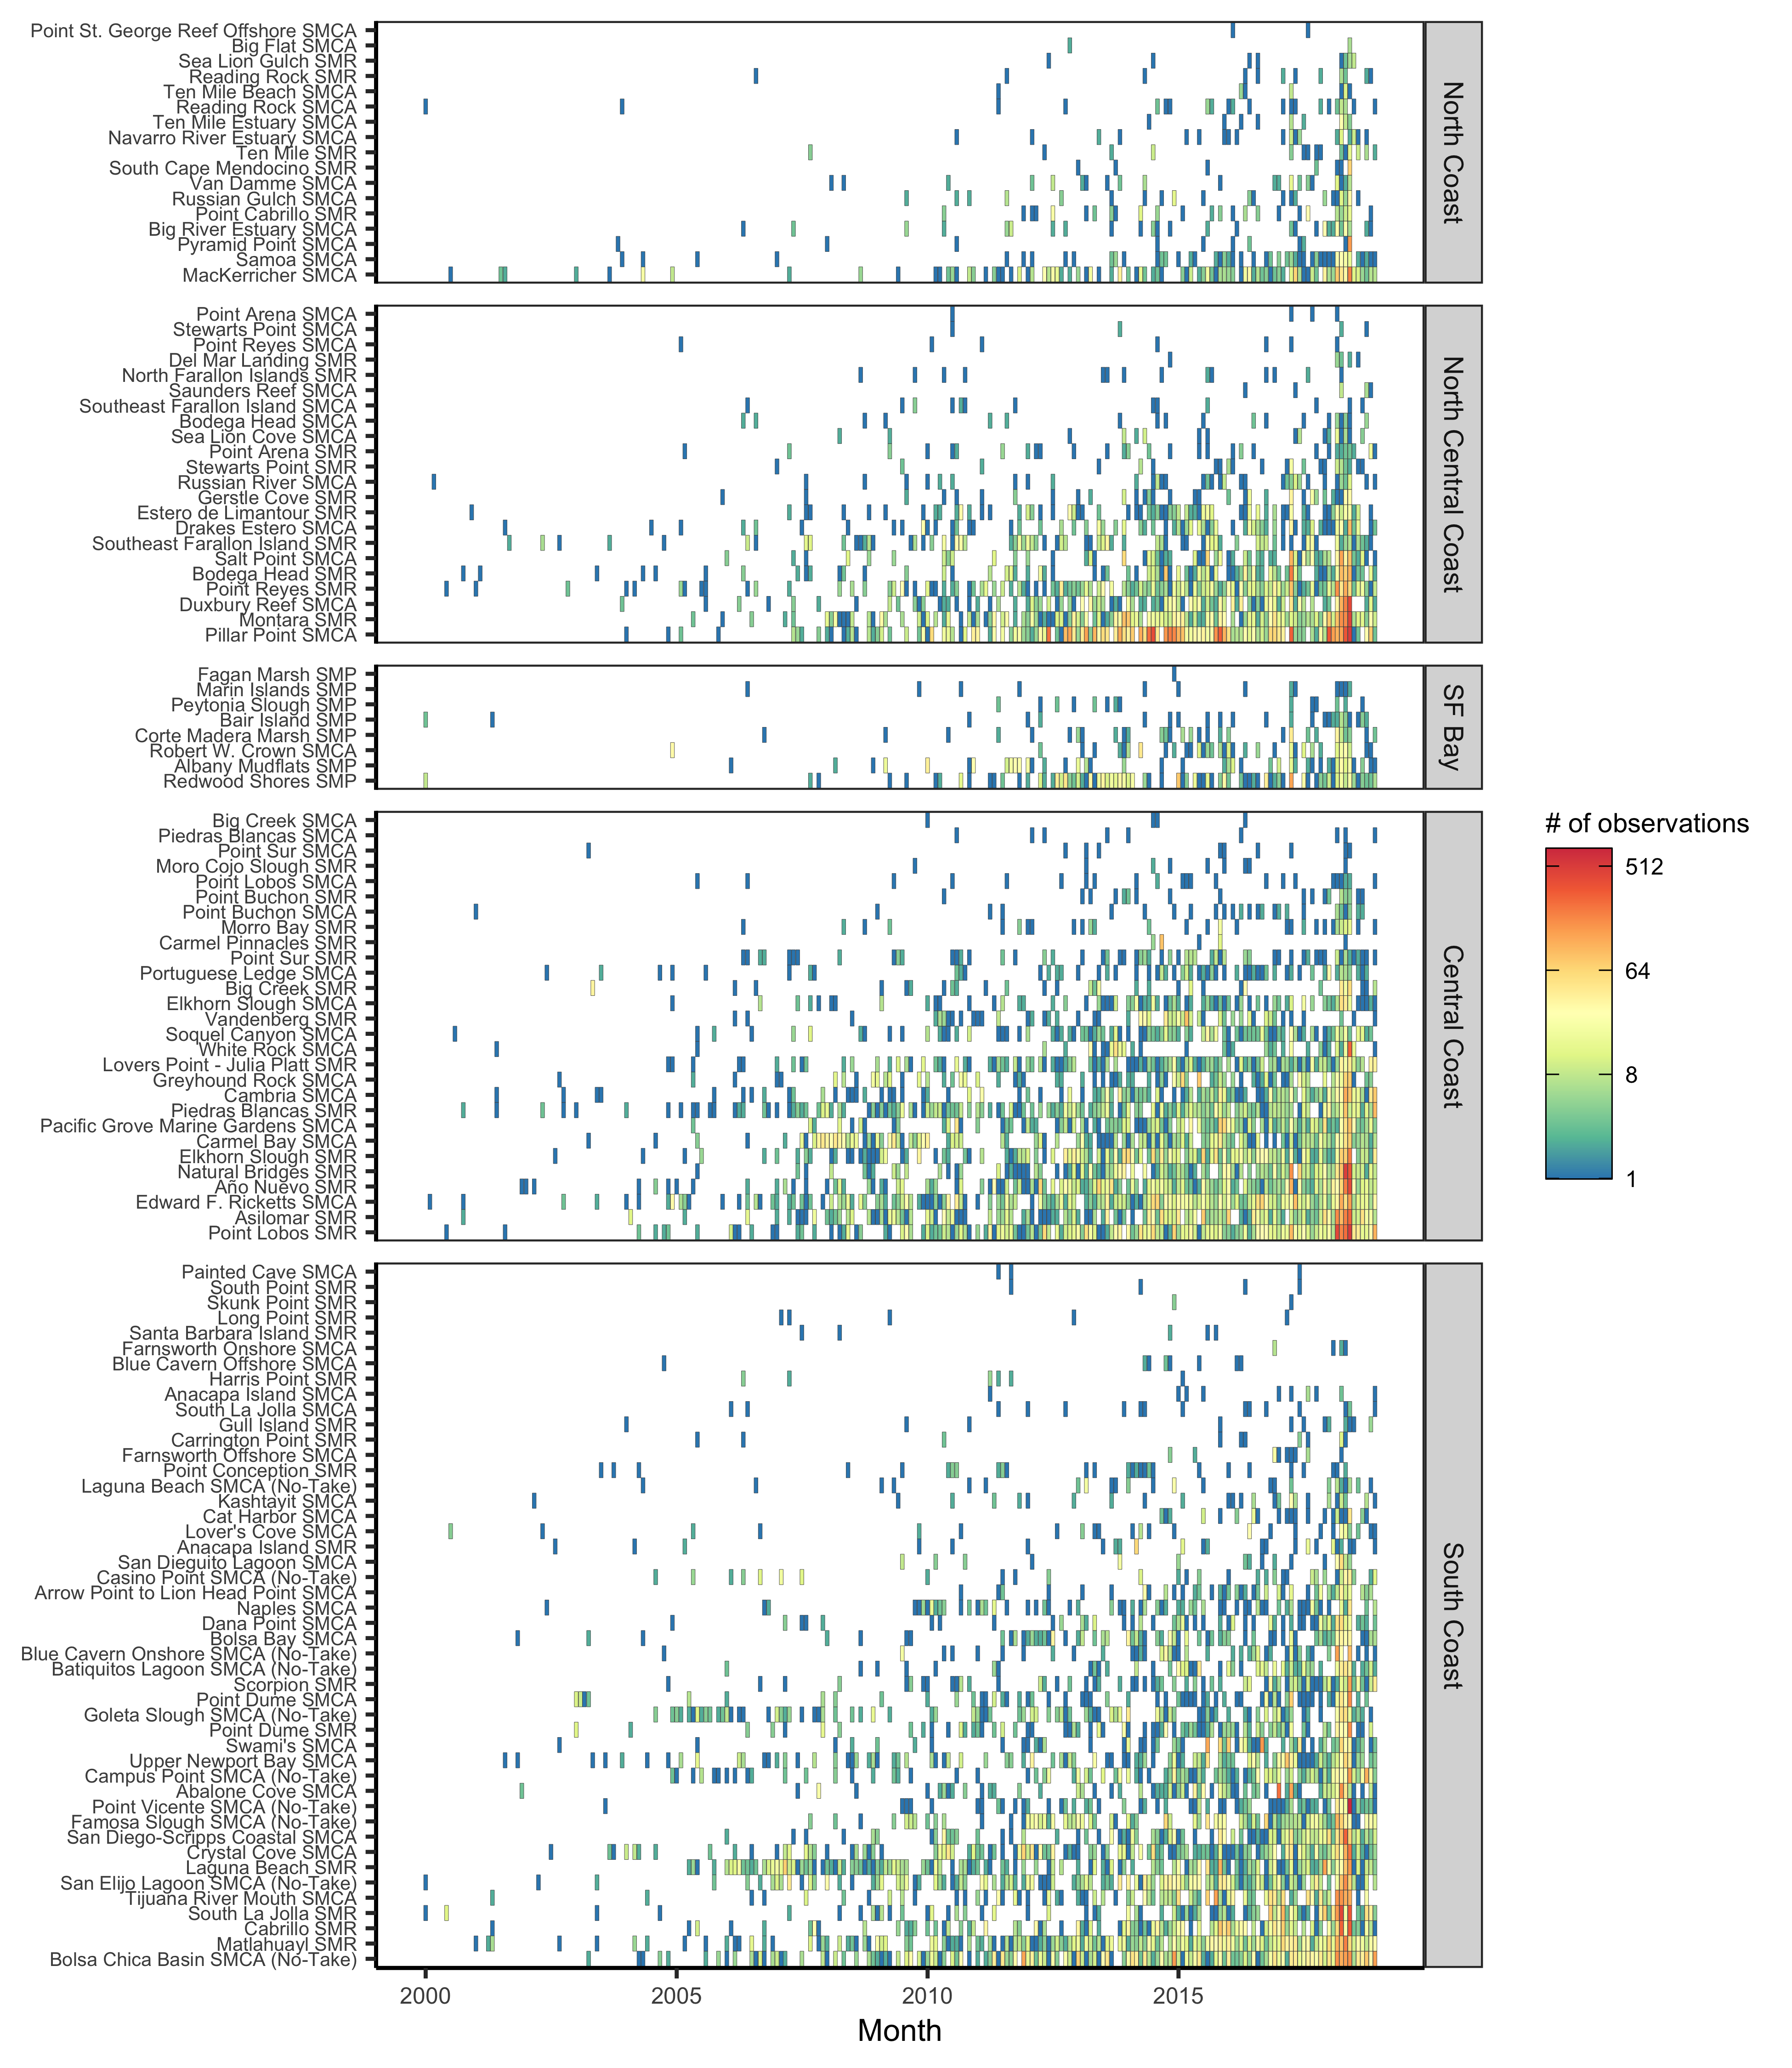 Point St. George Reef Offshore SMCA
Big Flat SMCA
Sea Lion Gulch SMR
Reading Rock SMR
Ten Mile Beach SMCA
Reading Rock SMCA
Ten Mile Estuary SMCA
Navarro River Estuary SMCA
Ten Mile SMR
South Cape Mendocino SMR
Van Damme SMCA
Russian Gulch SMCA
Point Cabrillo SMR
Big River Estuary SMCA
Pyramid Point SMCA
Samoa SMCA
MacKerricher SMCA
North Coast
Point Arena SMCA
Stewarts Point SMCA
Point Reyes SMCA
Del Mar Landing SMR
North Farallon Islands SMR
Saunders Reef SMCA
Southeast Farallon Island SMCA
Bodega Head SMCA
Sea Lion Cove SMCA
Point Arena SMR
Stewarts Point SMR
Russian River SMCA
Gerstle Cove SMR
Estero de Limantour SMR
Drakes Estero SMCA
Southeast Farallon Island SMR
Salt Point SMCA
Bodega Head SMR
Point Reyes SMR
Duxbury Reef SMCA
Montara SMR
Pillar Point SMCA
North Central Coast
Fagan Marsh SMP
Marin Islands SMP
Peytonia Slough SMP
Bair Island SMP
Corte Madera Marsh SMP
Robert W. Crown SMCA
Albany Mudflats SMP
Redwood Shores SMP
SF Bay
Big Creek SMCA
Piedras Blancas SMCA
Point Sur SMCA
Moro Cojo Slough SMR
Point Lobos SMCA
Point Buchon SMR
Point Buchon SMCA
Morro Bay SMR
Carmel Pinnacles SMR
Point Sur SMR
Portuguese Ledge SMCA
Big Creek SMR
Elkhorn Slough SMCA
Vandenberg SMR
Soquel Canyon SMCA
White Rock SMCA
Lovers Point - Julia Platt SMR
Greyhound Rock SMCA
Cambria SMCA
Piedras Blancas SMR
Pacific Grove Marine Gardens SMCA
Carmel Bay SMCA
Elkhorn Slough SMR
Natural Bridges SMR
Año Nuevo SMR
Edward F. Ricketts SMCA
Asilomar SMR
Point Lobos SMR
Central Coast
Painted Cave SMCA
South Point SMR
Skunk Point SMR
Long Point SMR
Santa Barbara Island SMR
Farnsworth Onshore SMCA
Blue Cavern Offshore SMCA
Harris Point SMR
Anacapa Island SMCA
South La Jolla SMCA
Gull Island SMR
Carrington Point SMR
Farnsworth Offshore SMCA
Point Conception SMR
Laguna Beach SMCA (No-Take)
Kashtayit SMCA
Cat Harbor SMCA
Lover's Cove SMCA
Anacapa Island SMR
San Dieguito Lagoon SMCA
Casino Point SMCA (No-Take)
Arrow Point to Lion Head Point SMCA
Naples SMCA
Dana Point SMCA
Bolsa Bay SMCA
Blue Cavern Onshore SMCA (No-Take)
Batiquitos Lagoon SMCA (No-Take)
Scorpion SMR
Point Dume SMCA
Goleta Slough SMCA (No-Take)
Point Dume SMR
Swami's SMCA
Upper Newport Bay SMCA
Campus Point SMCA (No-Take)
Abalone Cove SMCA
Point Vicente SMCA (No-Take)
Famosa Slough SMCA (No-Take)
San Diego-Scripps Coastal SMCA
Crystal Cove SMCA
Laguna Beach SMR
San Elijo Lagoon SMCA (No-Take)
Tijuana River Mouth SMCA
South La Jolla SMR
Cabrillo SMR
Matlahuayl SMR
Bolsa Chica Basin SMCA (No-Take)
South Coast
2000
2005
2010
2015
Month
# of observations
512
64
8
1